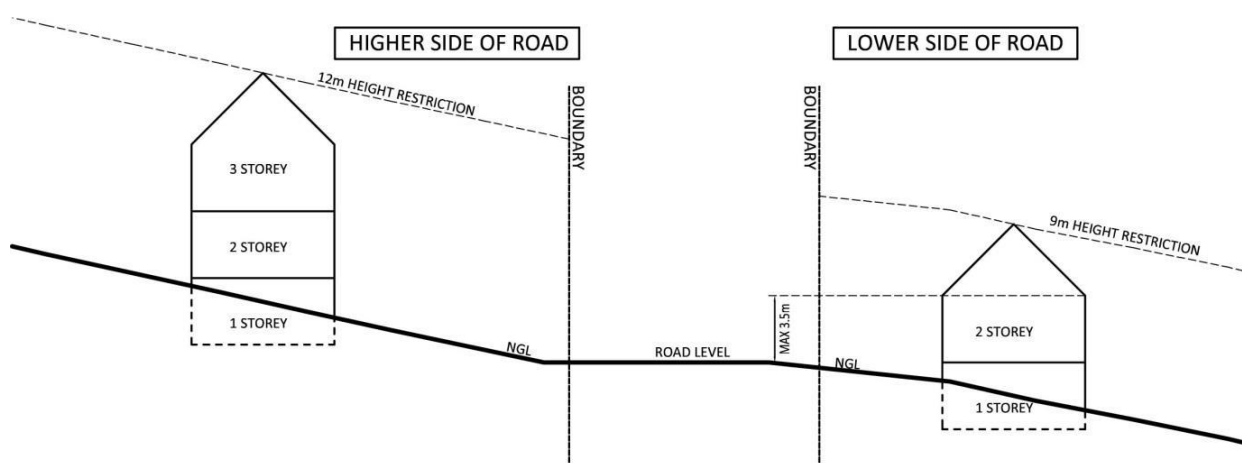 HIGHER SIDE OF ROAD
LOWER SIDE OF ROAD
12m HEIGHT RESTRICTION
BOUNDARY
BOUNDARY
3 STOREY
2 STOREY
1 STOREY
9m HEIGHT RESTRICTION
NGL
ROAD LEVEL
MAX 3.5m
NGL
2 STOREY
1 STOREY